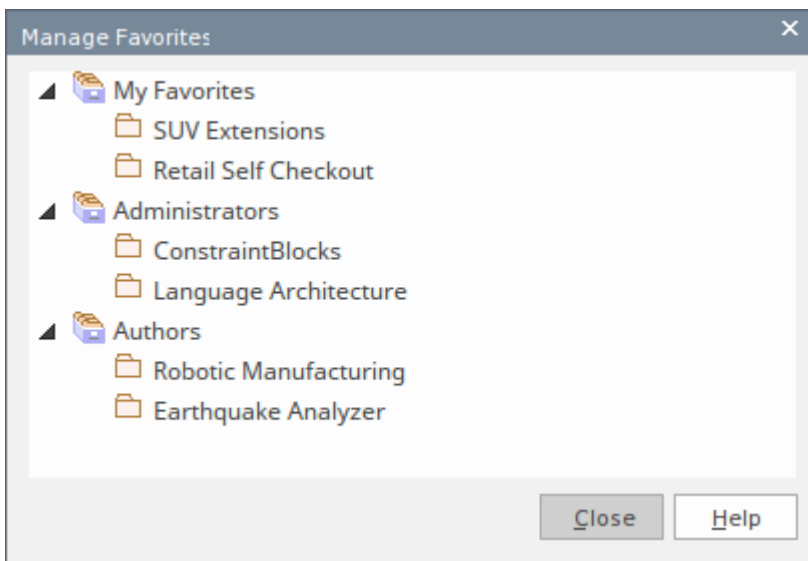 Manage Favorites
My Favorites
SUV Extensions
Retail Self Checkout
Administrators
ConstraintBlocks
Language Architecture
Authors
Robotic Manufacturing
Earthquake Analyzer
Close Help